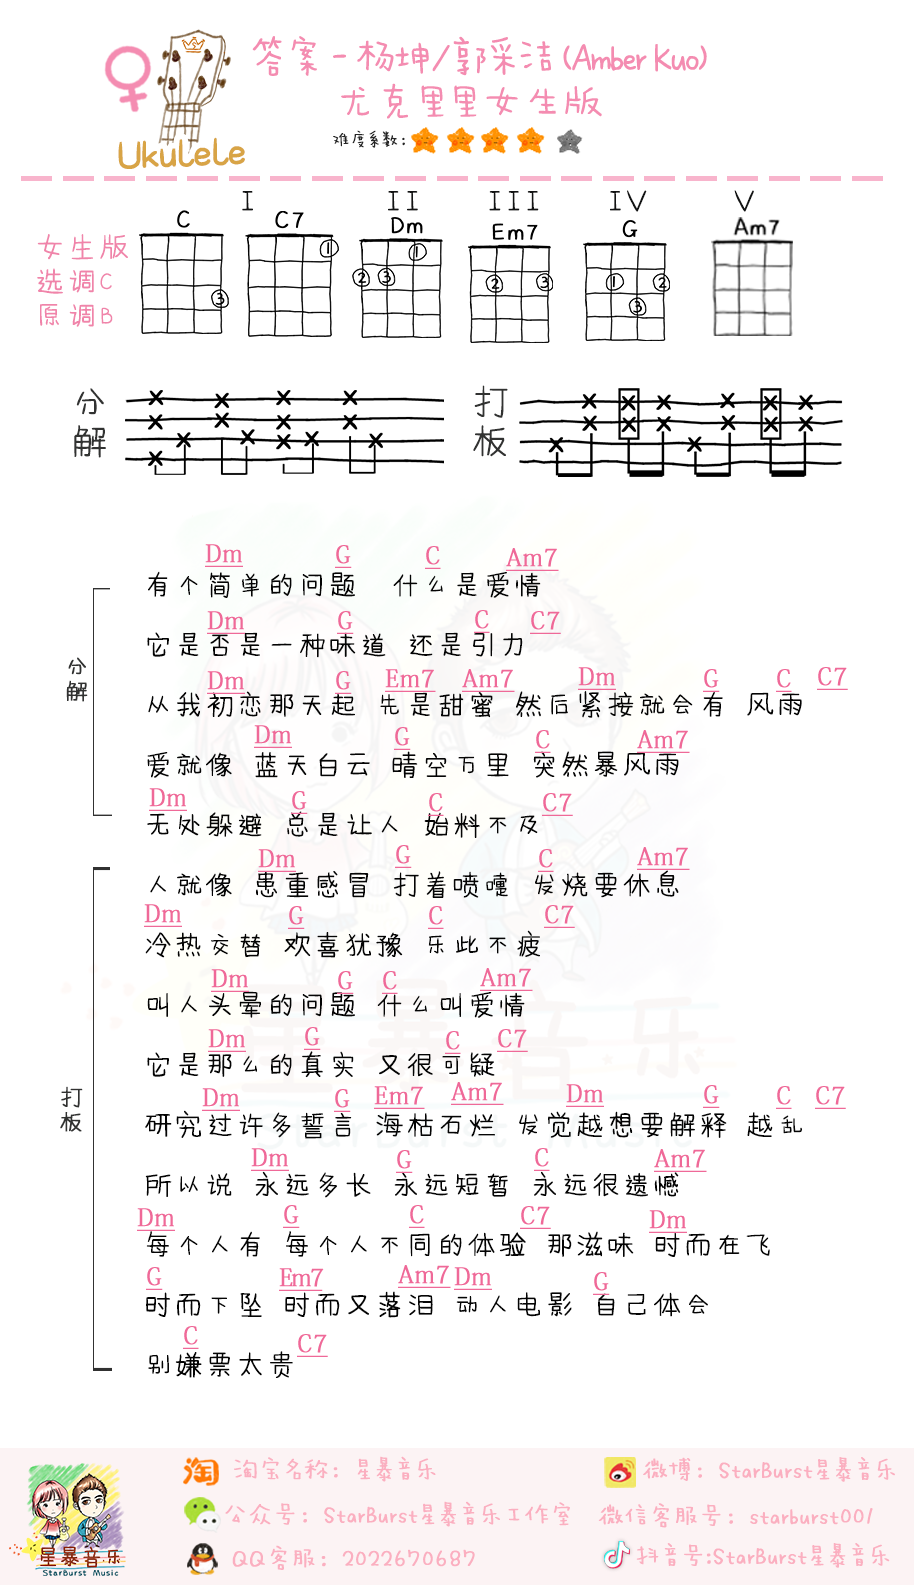 答案 - 杨坤/郭采洁 (Amber Kuo)
尤克里里女生版
Ukulele
难度系数:
I II III IV V
C C7 Dm Em7 G Am7
女生版
选调C
原调B
分解
打板
Dm G C Am7
有个简单的问题 什么是爱情
Dm G C C7
它是否是一种味道 还是引力
分解
Dm G Em7 Am7 Dm G C C7
从我初恋那天起 先是甜蜜 然后紧接就会有 风雨
Dm G C Am7
爱就像 蓝天白云 晴空万里 突然暴风雨
Dm G C C7
无处躲避 总是让人 始料不及
Dm G C Am7
人就像 患重感冒 打着喷嚏 发烧要休息
Dm G C C7
冷热交替 欢喜犹豫 乐此不疲
Dm G C Am7
叫人头晕的问题 什么叫爱情
Dm G C C7
它是那么的真实 又很可疑
打板
Dm G Em7 Am7 Dm G C C7
研究过许多誓言 海枯石烂 发觉越想要解释 越乱
Dm G C Am7
所以说 永远多长 永远短暂 永远很遗憾
Dm G C C7 Dm
每个人有 每个人不同的体验 那滋味 时而在飞
G Em7 Am7 Dm G
时而下坠 时而又落泪 动人电影 自己体会
C C7
别嫌票太贵
星暴音乐
StarBurst Music
淘 淘宝名称: 星暴音乐
微博: StarBurst星暴音乐
公众号: StarBurst星暴音乐工作室
微信客服号: starburst001
QQ客服: 2022670687
抖音号:StarBurst星暴音乐
星暴音乐
StarBurst Music